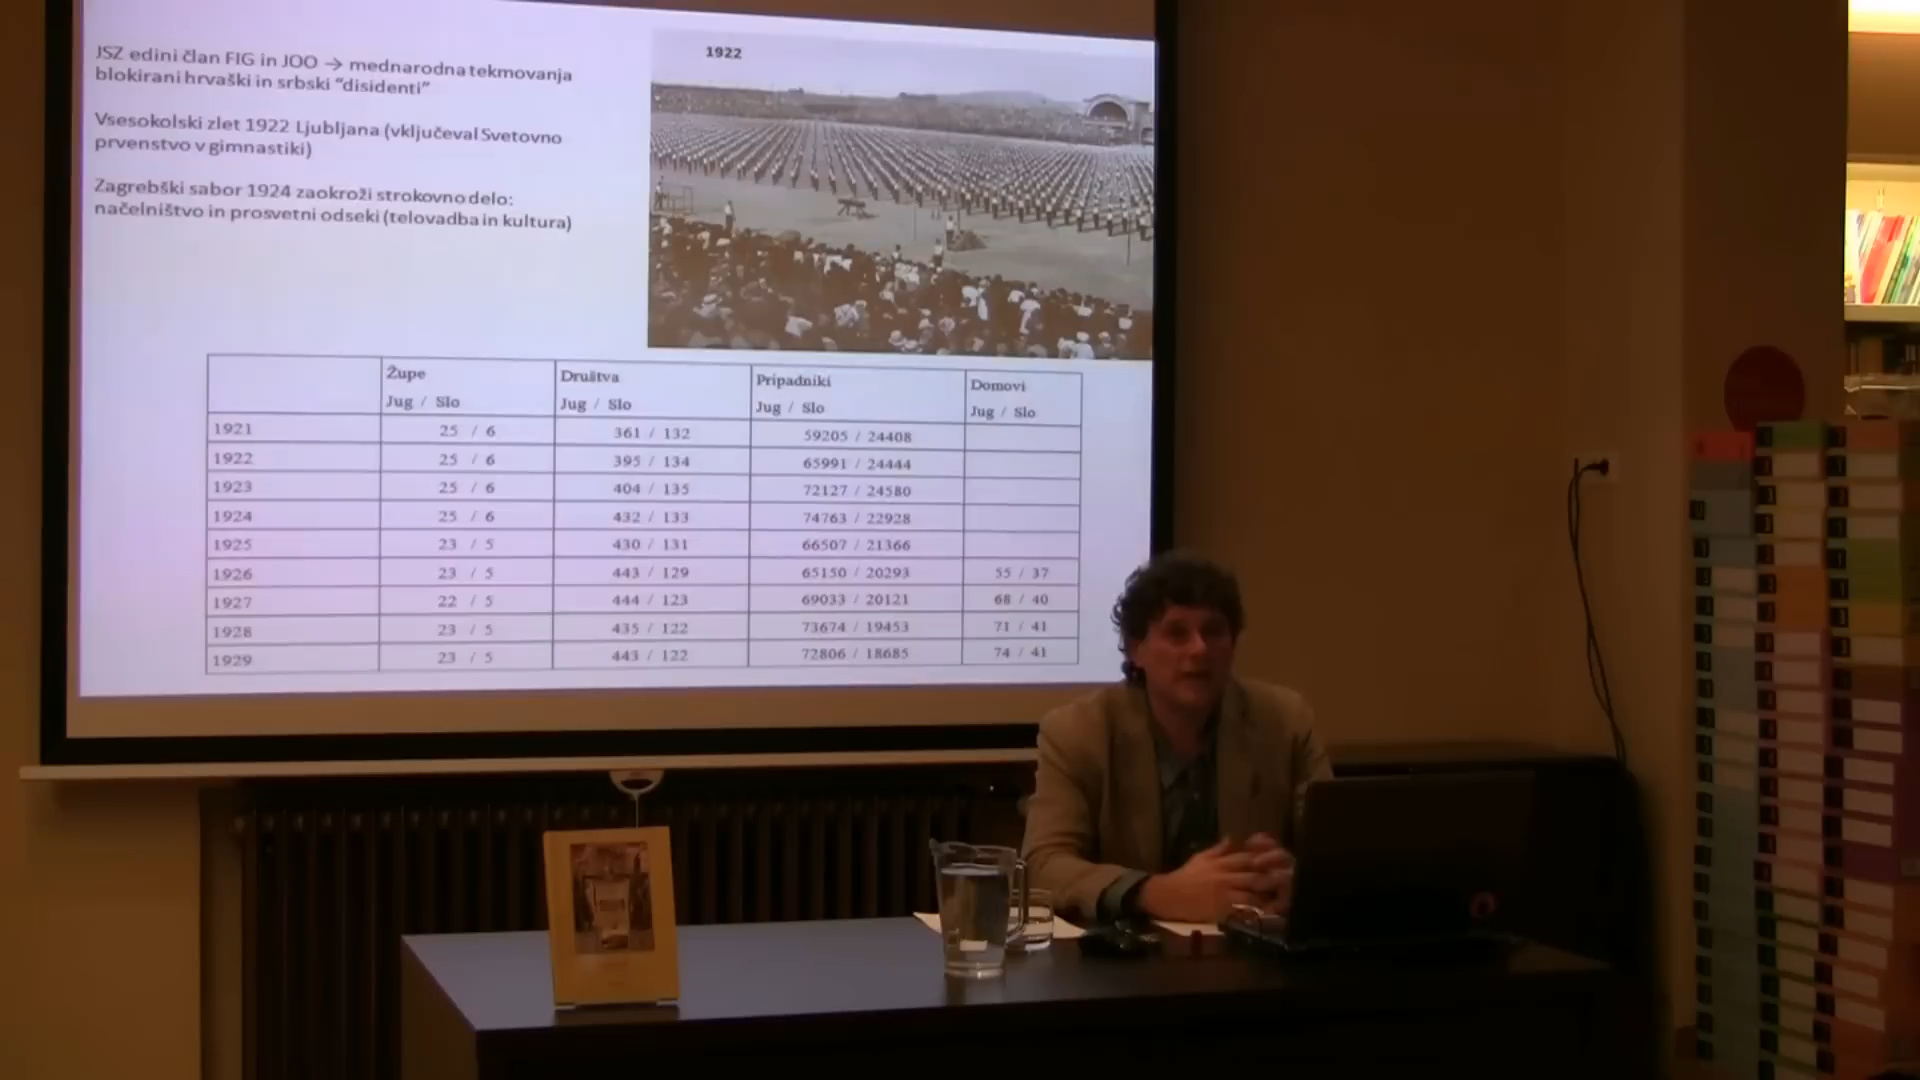 JSZ edini član FIG in JOO → mednarodna tekmovanja
blokirani hrvaški in srbski “disidenti”
Vsesokolski zlet 1922 Ljubljana (vključeval Svetovno
prvenstvo v gimnastiki)
Zagrebški sabor 1924 zaokroži strokovno delo:
načelništvo in prosvetni odseki (telovadba in kultura)
1922
Župe Društva Pripadniki Domovi
Jug / Slo Jug / Slo Jug / Slo Jug / Slo
1921 25 / 6 361 / 132 59205 / 24408
1922 25 / 6 395 / 134 65991 / 24444
1923 25 / 6 404 / 135 72127 / 24580
1924 25 / 6 432 / 133 74763 / 22928
1925 23 / 5 430 / 131 66507 / 21366
1926 23 / 5 443 / 129 65150 / 20293 55 / 37
1927 22 / 5 444 / 123 69033 / 20121 68 / 40
1928 23 / 5 435 / 122 73674 / 19453 71 / 41
1929 23 / 5 443 / 122 72806 / 18685 74 / 41